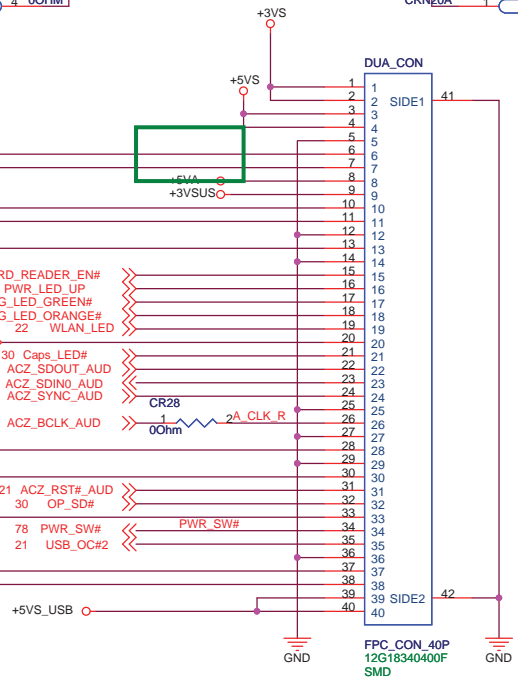 4 0OHM
CRN20A
1
+3VS
DUA_CON
+5VS
1 1
2 2 SIDE1 41
3 3
4 4
5 5
6 6
7 7
+5VA 8 8
+3VSUS 9 9
10 10
11 11
12 12
13 13
14 14
RD_READER_EN# 15 15
PWR_LED_UP 16 16
G_LED_GREEN# 17 17
G_LED_ORANGE# 18 18
22 WLAN_LED 19 19
20 20
30 Caps_LED# 21 21
ACZ_SDOUT_AUD 22 22
ACZ_SDIN0_AUD 23 23
ACZ_SYNC_AUD 24 24
CR28 25 25
ACZ_BCLK_AUD 1 2 A_CLK_R 26 26
0Ohm 27 27
28 28
29 29
30 30
21 ACZ_RST#_AUD 31 31
30 OP_SD# 32 32
33 33
78 PWR_SW# PWR_SW# 34 34
21 USB_OC#2 35 35
36 36
37 37
38 38
39 39 SIDE2 42
+5VS_USB 40 40
FPC_CON_40P
GND 12G18340400F GND
SMD